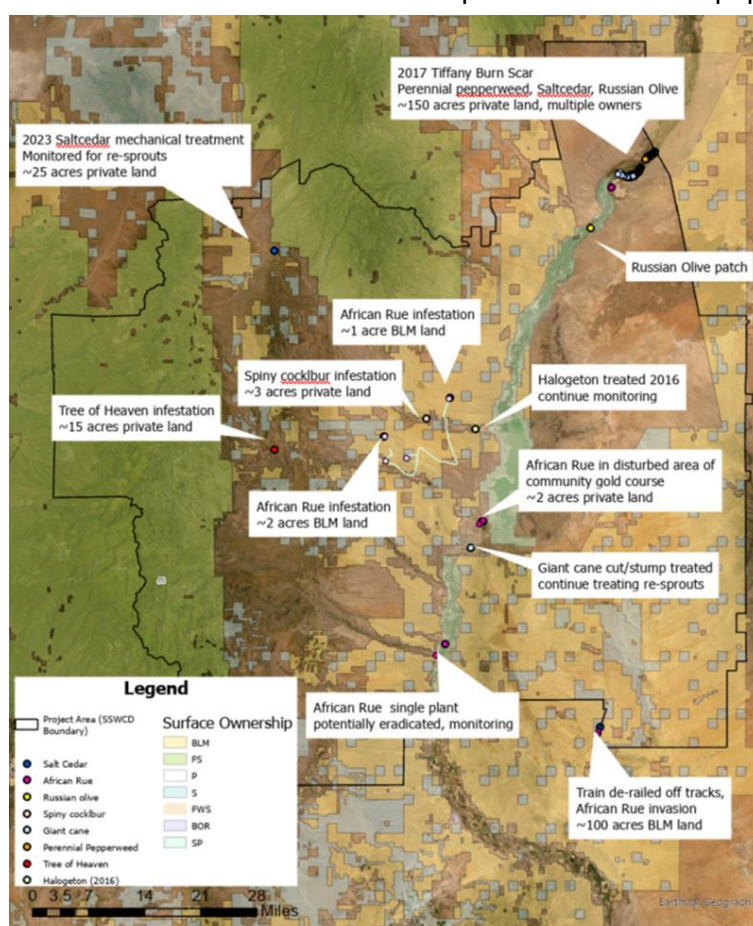 2017 Tiffany Burn Scar
Perennial pepperweed, Saltcedar, Russian Olive
~150 acres private land, multiple owners
2023 Saltcedar mechanical treatment
Monitored for re-sprouts
~25 acres private land
Russian Olive patch
African Rue infestation
~1 acre BLM land
Spiny cocklbur infestation
~3 acres private land
Halogeton treated 2016
continue monitoring
Tree of Heaven infestation
~15 acres private land
African Rue in disturbed area of
community gold course
~2 acres private land
African Rue infestation
~2 acres BLM land
Giant cane cut/stump treated
continue treating re-sprouts
African Rue single plant
potentially eradicated, monitoring
Train de-railed off tracks,
African Rue invasion
~100 acres BLM land
Legend
Project Area (SSWCD
Boundary)
Salt Cedar
African Rue
Russian olive
Spiny cocklbur
Giant cane
Perennial Pepperweed
Tree of Heaven
Halogeton (2016)
Surface Ownership
BLM
FS
P
S
FWS
BOR
SP
0 3.5 7 14 21 28
Miles
Earthstar Geograph